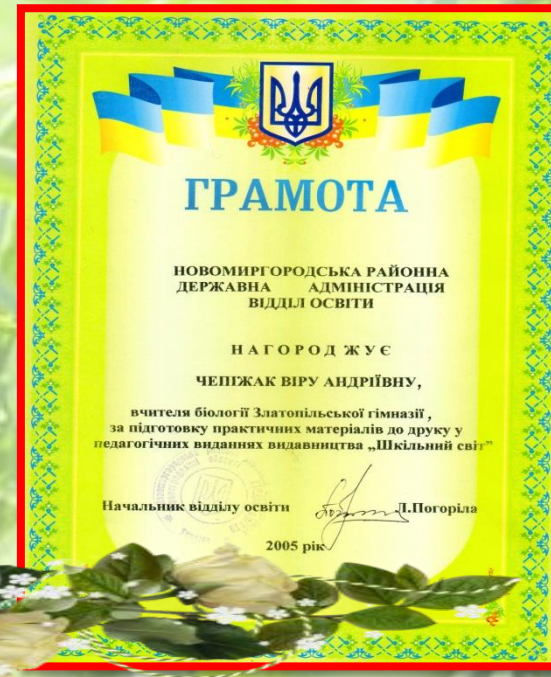 ГРАМОТА
НОВОМИРГОРОДСЬКА РАЙОННА
ДЕРЖАВНА АДМІНІСТРАЦІЯ
ВІДДІЛ ОСВІТИ
НАГОРОДЖУЄ
ЧЕПІЖАК ВІРУ АНДРІЇВНУ,
вчителя біології Златопільської гімназії ,
за підготовку практичних матеріалів до друку у
педагогічних виданнях видавництва „Шкільний світ”
Начальник відділу освіти Л.Погоріла
2005 рік